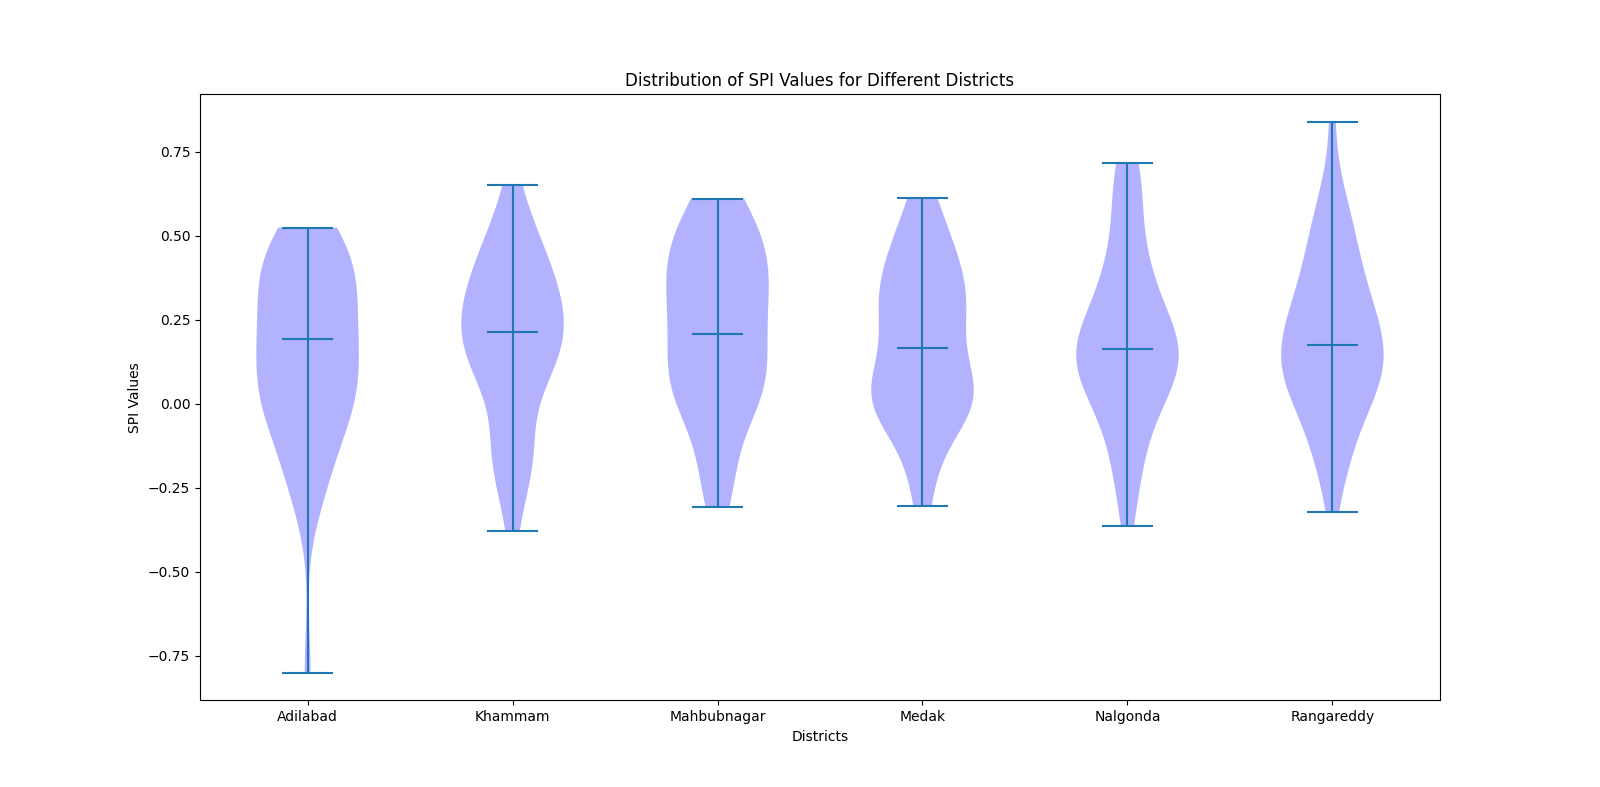 Distribution of SPI Values for Different Districts
SPI Values
0.75
0.50
0.25
0.00
−0.25
−0.50
−0.75
Adilabad Khammam Mahbubnagar Medak Nalgonda Rangareddy
Districts